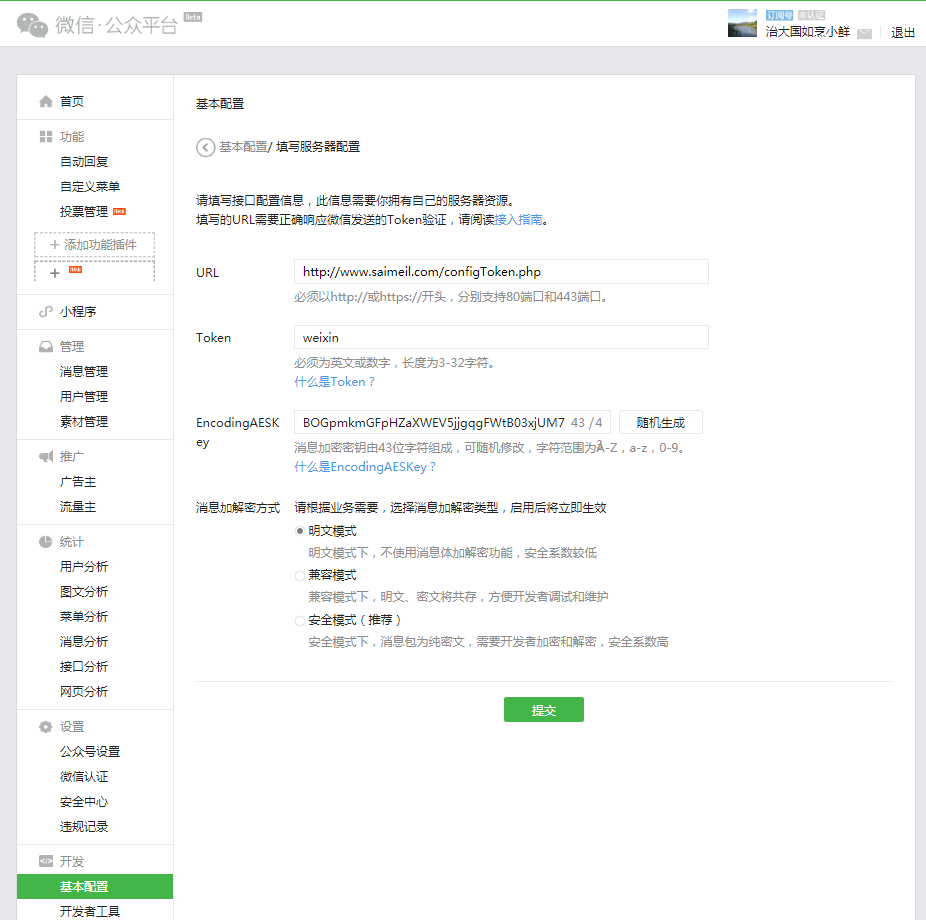 微信·公众平台 Beta
订阅号 未认证
治大国如烹小鲜
退出
首页
功能
自动回复
自定义菜单
投票管理
+ 添加功能插件
+
小程序
管理
消息管理
用户管理
素材管理
推广
广告主
流量主
统计
用户分析
图文分析
菜单分析
消息分析
接口分析
网页分析
设置
公众号设置
微信认证
安全中心
违规记录
开发
基本配置
开发者工具
基本配置
基本配置/ 填写服务器配置
请填写接口配置信息，此信息需要你拥有自己的服务器资源。
填写的URL需要正确响应微信发送的Token验证，请阅读接入指南。
URL
http://www.saimeil.com/configToken.php
必须以http://或https://开头，分别支持80端口和443端口。
Token
weixin
必须为英文或数字，长度为3-32字符。
什么是Token？
EncodingAESK
ey
BOGpmkmGFpHZaXWEV5jjgqgFWtB03xjUM7 43 /4
3
随机生成
消息加密密钥由43位字符组成，可随机修改，字符范围为A-Z，a-z，0-9。
什么是EncodingAESKey？
消息加解密方式
请根据业务需要，选择消息加解密类型，启用后将立即生效
明文模式
明文模式下，不使用消息体加解密功能，安全系数较低
兼容模式
兼容模式下，明文、密文将共存，方便开发者调试和维护
安全模式（推荐）
安全模式下，消息包为纯密文，需要开发者加密和解密，安全系数高
提交